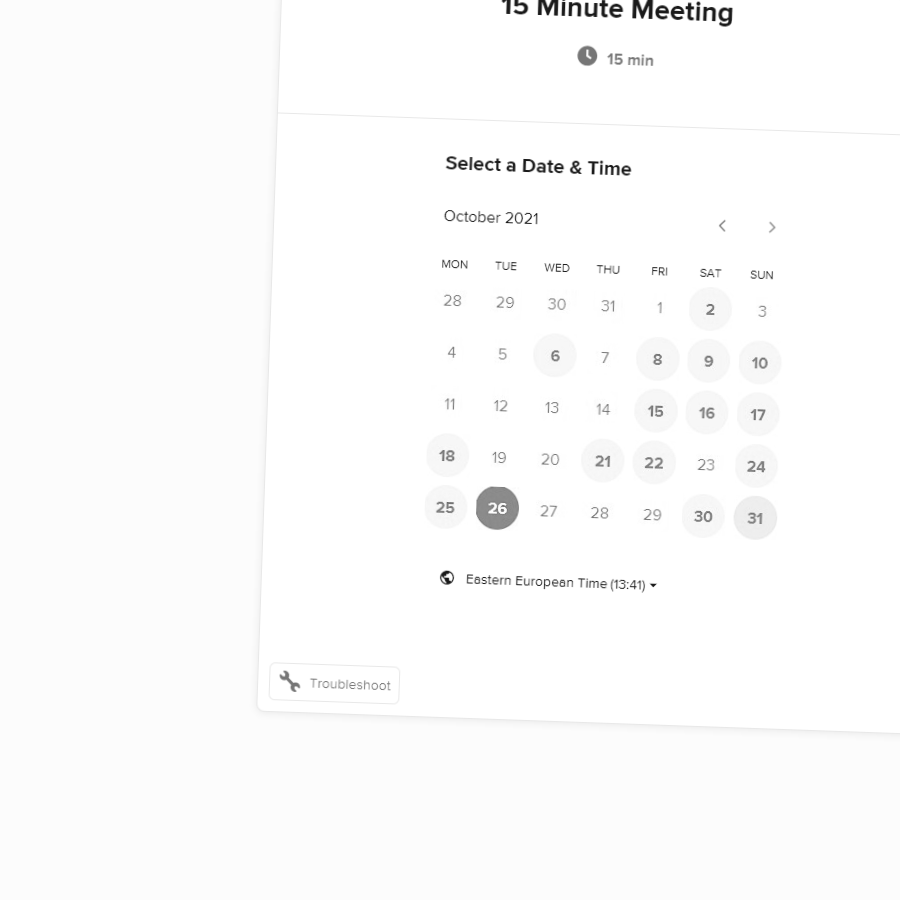 15 Minute Meeting
15 min
Select a Date & Time
October 2021
MON TUE WED THU FRI SAT SUN
28 29 30 31 1 2 3
4 5 6 7 8 9 10
11 12 13 14 15 16 17
18 19 20 21 22 23 24
25 26 27 28 29 30 31
Eastern European Time (13:41)
Troubleshoot